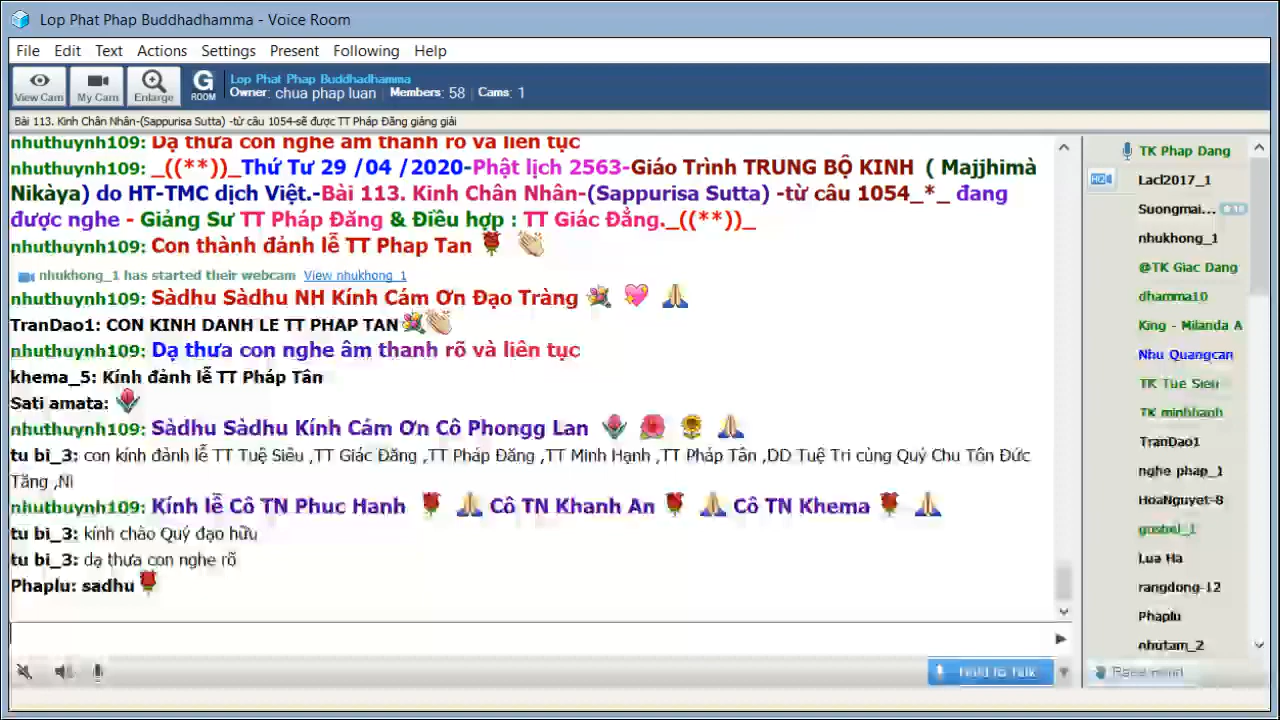 Lop Phat Phap Buddhadhamma - Voice Room
File Edit Text Actions Settings Present Following Help
View Cam My Cam Enlarge G ROOM
Lop Phat Phap Buddhadhamma
Owner: chua phap luan | Members: 58 | Cams: 1
Bài 113. Kinh Chân Nhân-(Sappurisa Sutta) -từ câu 1054-sẽ được TT Pháp Đăng giảng giải
nhuthuynh109: Dạ thưa con nghe âm thanh rõ và liên tục
nhuthuynh109: _((**))_Thứ Tư 29 /04 /2020-Phật lịch 2563-Giáo Trình TRUNG BỘ KINH ( Majjhimà
Nikàya) do HT-TMC dịch Việt.-Bài 113. Kinh Chân Nhân-(Sappurisa Sutta) -từ câu 1054_*_ đang
được nghe - Giảng Sư TT Pháp Đăng & Điều hợp : TT Giác Đẳng._((**))_
nhuthuynh109: Con thành đảnh lễ TT Phap Tan
nhukhong_1 has started their webcam View nhukhong_1
nhuthuynh109: Sàdhu Sàdhu NH Kính Cám Ơn Đạo Tràng
TranDao1: CON KINH DANH LE TT PHAP TAN
nhuthuynh109: Dạ thưa con nghe âm thanh rõ và liên tục
khema_5: Kính đảnh lễ TT Pháp Tân
Sati amata:
nhuthuynh109: Sàdhu Sàdhu Kính Cám Ơn Cô Phongg Lan
tu bi_3: con kính đảnh lễ TT Tuệ Siêu ,TT Giác Đăng ,TT Pháp Đăng ,TT Minh Hạnh ,TT Pháp Tân ,DD Tuệ Tri cùng Quý Chu Tôn Đức
Tăng ,Ni
nhuthuynh109: Kính lễ Cô TN Phuc Hanh Cô TN Khanh An Cô TN Khema
tu bi_3: kính chào Quý đạo hữu
tu bi_3: dạ thưa con nghe rõ
Phaplu: sadhu
TK Phap Dang
Lacl2017_1
Suongmai...
nhukhong_1
@TK Giac Dang
dhamma10
King - Milanda A
Nhu Quangcan
TK Tue Sieu
TK minhhanh
TranDao1
nghe phap_1
HoaNguyet-8
Lua Ha
rangdong-12
Phaplu
nhutam_2
Hold to Talk
Raise Hand